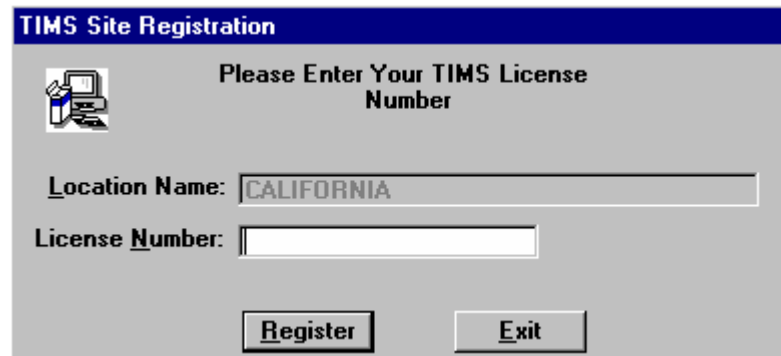 TIMS Site Registration
Please Enter Your TIMS License
Number
Location Name: CALIFORNIA
License Number:
Register Exit